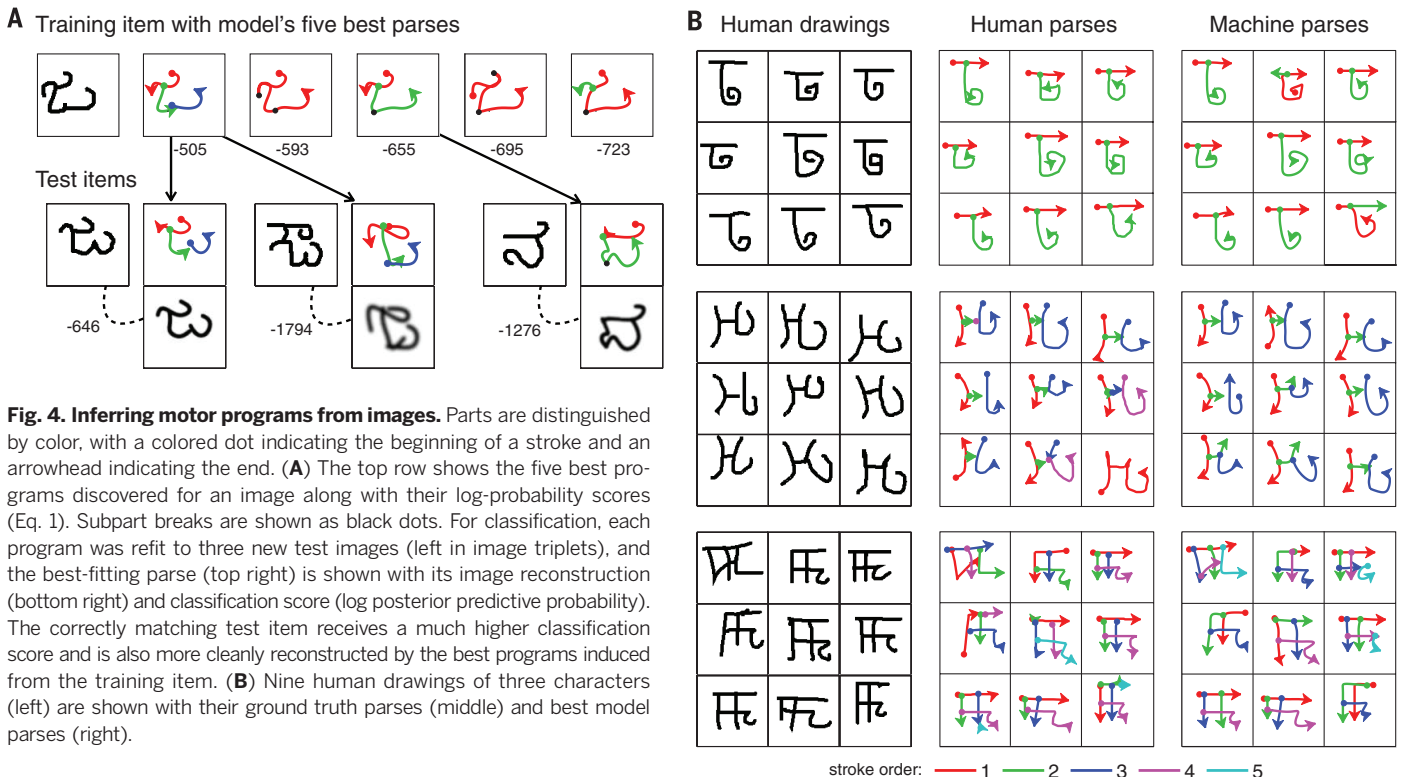 A Training item with model's five best parses
-505 -593 -655 -695 -723
Test items
-646 -1794 -1276
Fig. 4. Inferring motor programs from images. Parts are distinguished
by color, with a colored dot indicating the beginning of a stroke and an
arrowhead indicating the end. (A) The top row shows the five best pro-
grams discovered for an image along with their log-probability scores
(Eq. 1). Subpart breaks are shown as black dots. For classification, each
program was refit to three new test images (left in image triplets), and
the best-fitting parse (top right) is shown with its image reconstruction
(bottom right) and classification score (log posterior predictive probability).
The correctly matching test item receives a much higher classification
score and is also more cleanly reconstructed by the best programs induced
from the training item. (B) Nine human drawings of three characters
(left) are shown with their ground truth parses (middle) and best model
parses (right).
B Human drawings Human parses Machine parses
stroke order: 1 2 3 4 5